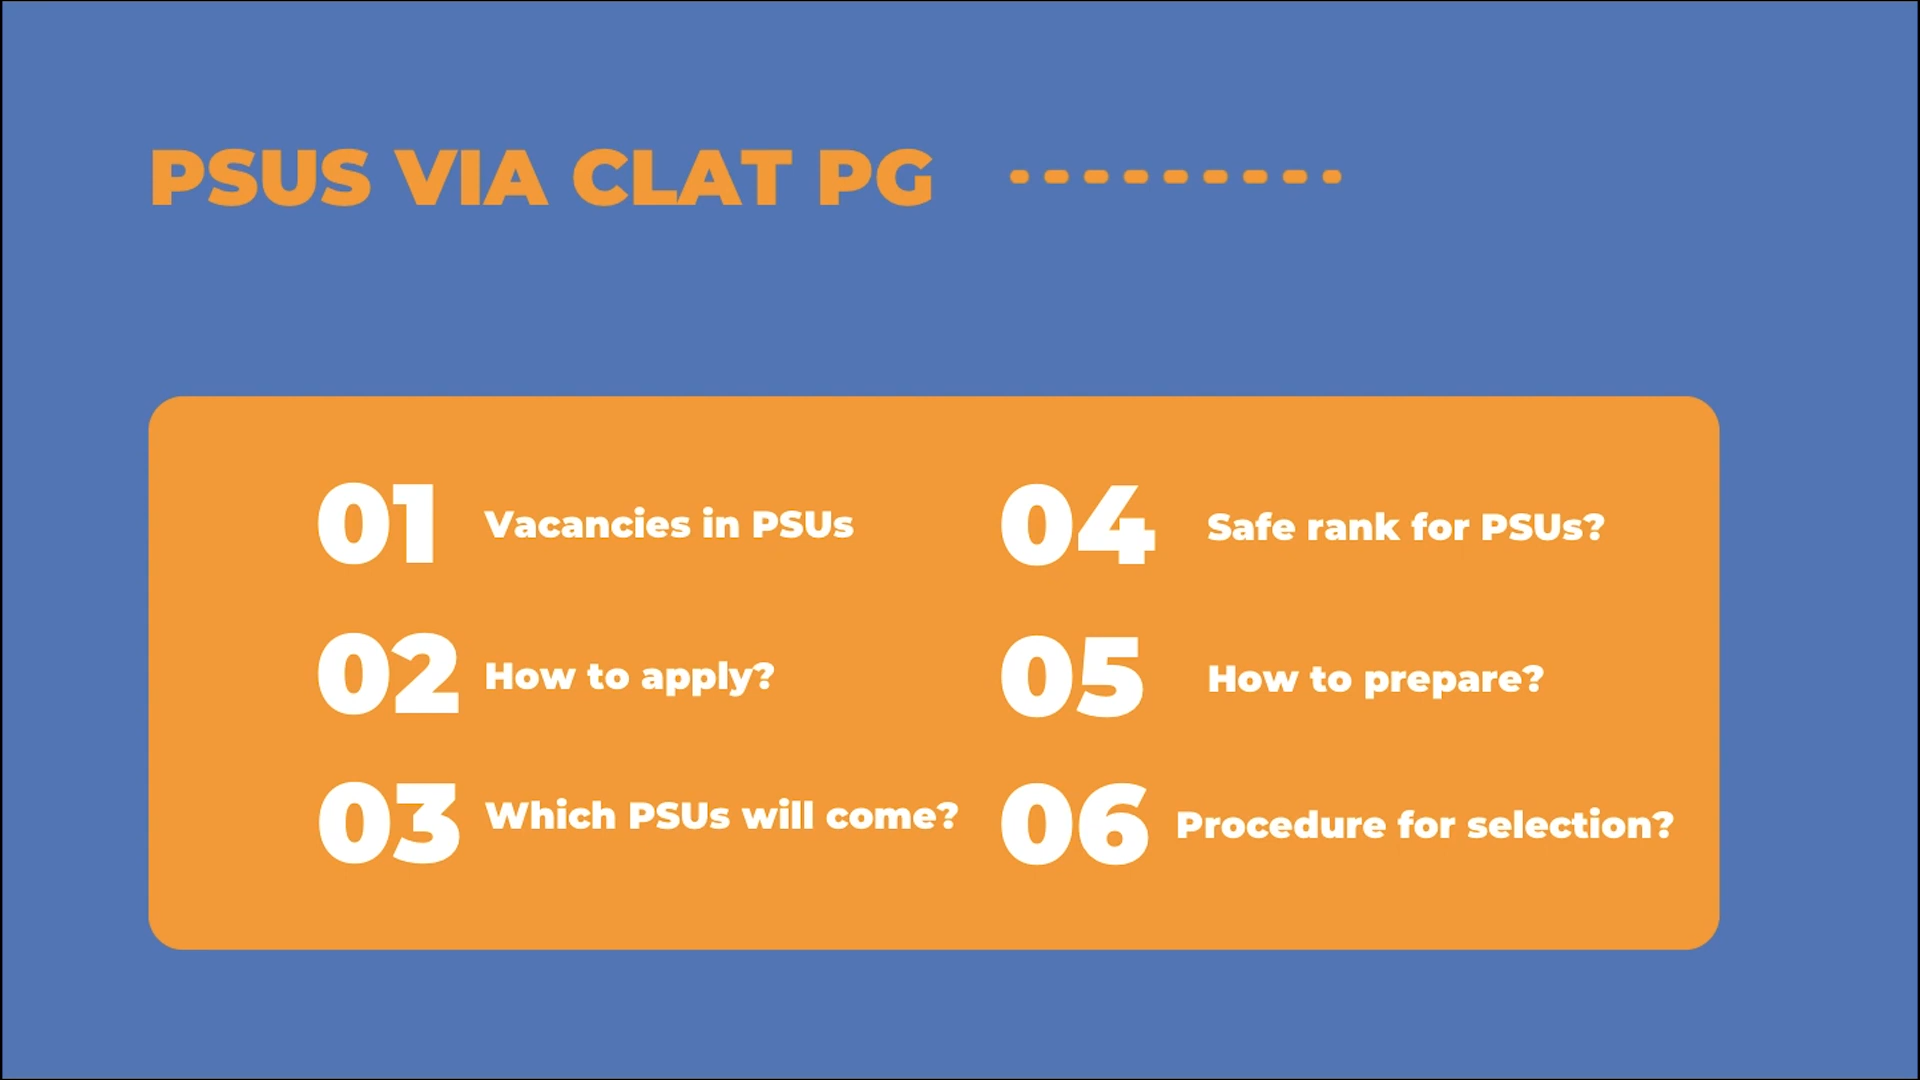 PSUS VIA CLAT PG
01 Vacancies in PSUs
02 How to apply?
03 Which PSUs will come?
04 Safe rank for PSUs?
05 How to prepare?
06 Procedure for selection?